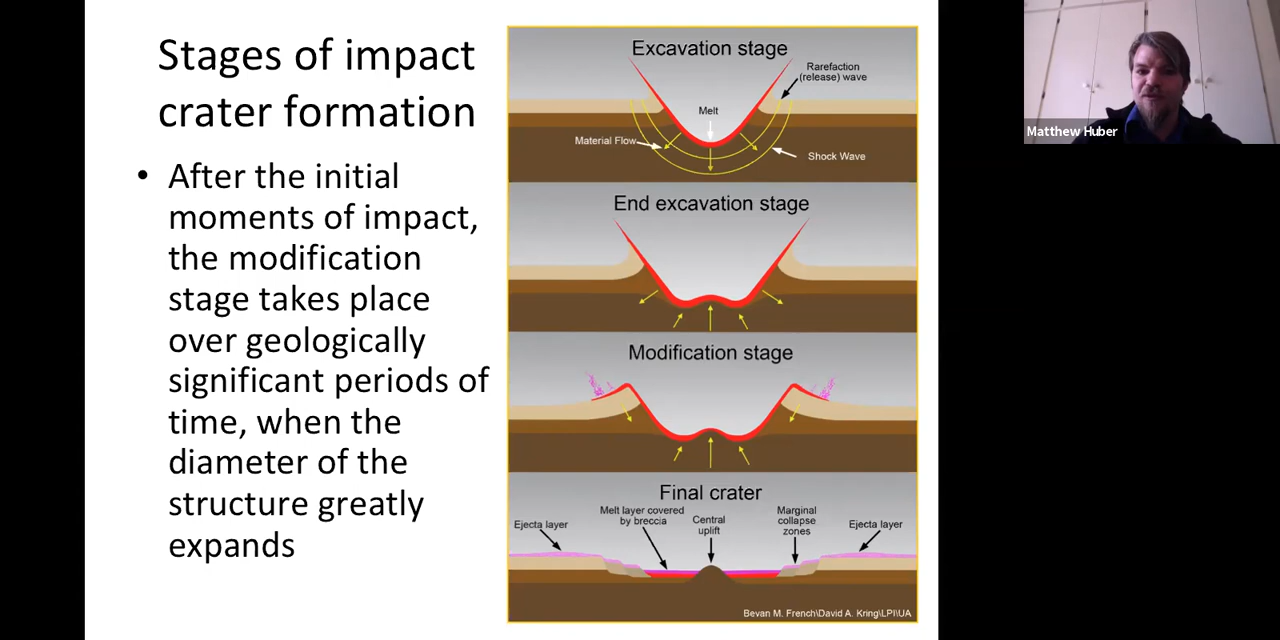 Stages of impact
crater formation
• After the initial
moments of impact,
the modification
stage takes place
over geologically
significant periods of
time, when the
diameter of the
structure greatly
expands
Excavation stage
Rarefaction
(release) wave
Melt
Material Flow
Shock Wave
End excavation stage
Modification stage
Final crater
Ejecta layer
Melt layer covered
by breccia
Central
uplift
Marginal
collapse
zones
Ejecta layer
Bevan M. French\David A. Kring\LPI\UA
Matthew Huber